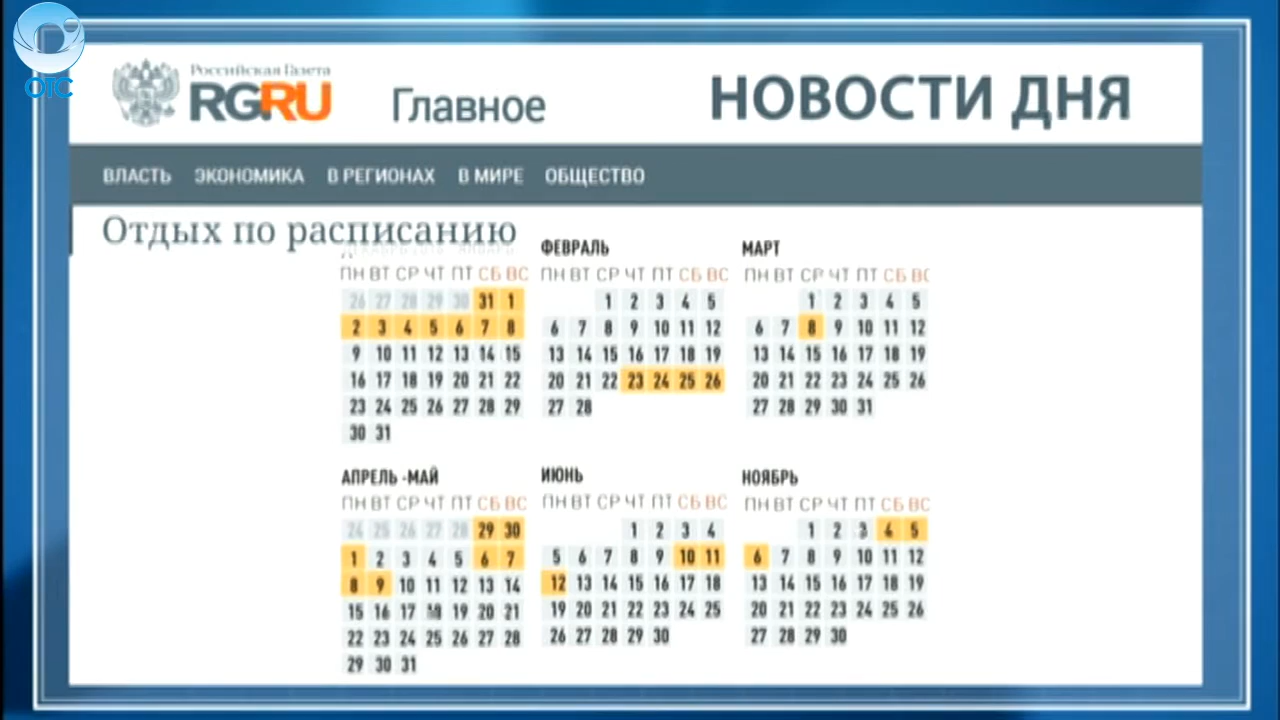 ОТС
Российская Газета
RGRU
Главное
НОВОСТИ ДНЯ
ВЛАСТЬ ЭКОНОМИКА В РЕГИОНАХ В МИРЕ ОБЩЕСТВО
Отдых по расписанию
ПН ВТ СР ЧТ ПТ СБ ВС
26 27 28 29 30 31 1
2 3 4 5 6 7 8
9 10 11 12 13 14 15
16 17 18 19 20 21 22
23 24 25 26 27 28 29
30 31
ФЕВРАЛЬ
ПН ВТ СР ЧТ ПТ СБ ВС
1 2 3 4 5
6 7 8 9 10 11 12
13 14 15 16 17 18 19
20 21 22 23 24 25 26
27 28
МАРТ
ПН ВТ СР ЧТ ПТ СБ ВС
1 2 3 4 5
6 7 8 9 10 11 12
13 14 15 16 17 18 19
20 21 22 23 24 25 26
27 28 29 30 31
АПРЕЛЬ -МАЙ
ПН ВТ СР ЧТ ПТ СБ ВС
24 25 26 27 28 29 30
1 2 3 4 5 6 7
8 9 10 11 12 13 14
15 16 17 18 19 20 21
22 23 24 25 26 27 28
29 30 31
ИЮНЬ
ПН ВТ СР ЧТ ПТ СБ ВС
1 2 3 4
5 6 7 8 9 10 11
12 13 14 15 16 17 18
19 20 21 22 23 24 25
26 27 28 29 30
НОЯБРЬ
ПН ВТ СР ЧТ ПТ СБ ВС
1 2 3 4 5
6 7 8 9 10 11 12
13 14 15 16 17 18 19
20 21 22 23 24 25 26
27 28 29 30